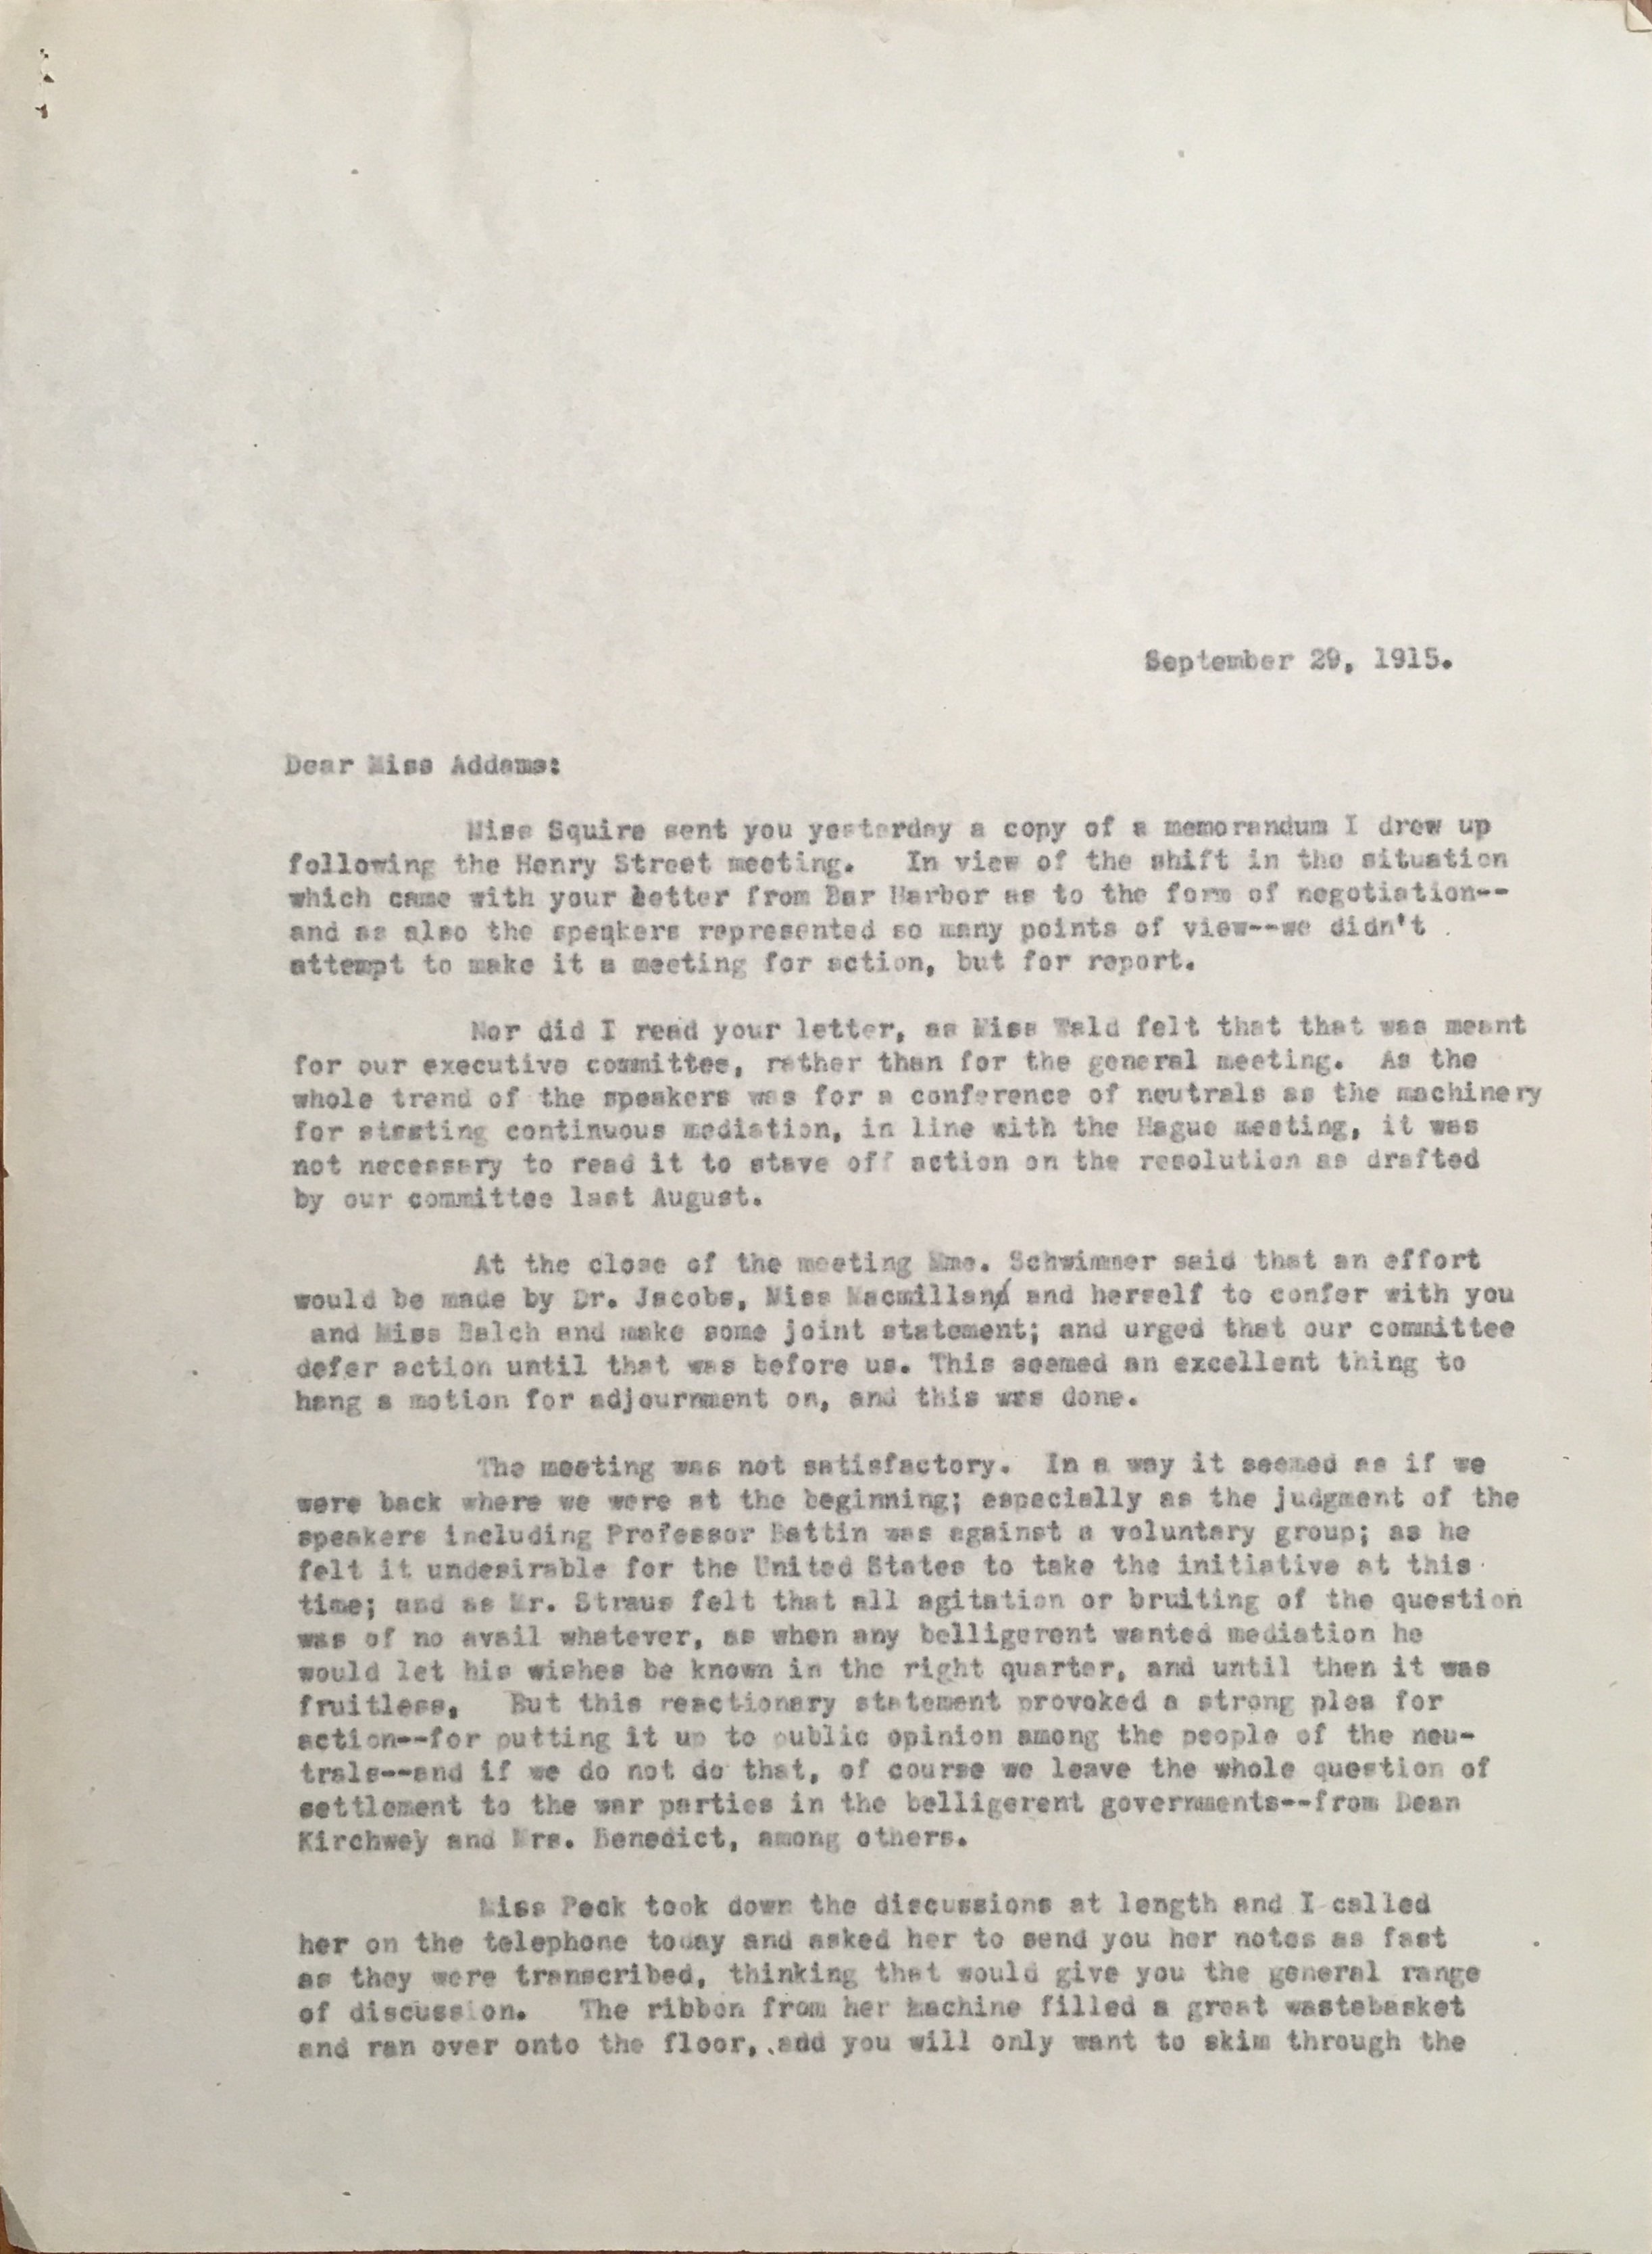 September 29, 1915.
Dear Miss Addams:
Miss Squire sent you yesterday a copy of a memorandum I drew up
following the Henry Street meeting. In view of the shift in the situation
which came with your letter from Bar Harbor as to the form of negotiation--
and as also the speakers represented so many points of view--we didn't
attempt to make it a meeting for action, but for report.
Nor did I read your letter, as Miss Wald felt that that was meant
for our executive committee, rather than for the general meeting. As the
whole trend of the speakers was for a conference of neutrals as the machinery
for starting continuous mediation, in line with the Hague meeting, it was
not necessary to read it to stave off action on the resolution as drafted
by our committee last August.
At the close of the meeting Mme. Schwimmer said that an effort
would be made by Dr. Jacobs, Miss Macmillan and herself to confer with you
and Miss Balch and make some joint statement; and urged that our committee
defer action until that was before us. This seemed an excellent thing to
hang a motion for adjournment on, and this was done.
The meeting was not satisfactory. In a way it seemed as if we
were back where we were at the beginning; especially as the judgment of the
speakers including Professor Battin was against a voluntary group; as he
felt it undesirable for the United States to take the initiative at this
time; and as Mr. Straus felt that all agitation or bruiting of the question
was of no avail whatever, as when any belligerent wanted mediation he
would let his wishes be known in the right quarter, and until then it was
fruitless. But this reactionary statement provoked a strong plea for
action--for putting it up to public opinion among the people of the neu-
trals--and if we do not do that, of course we leave the whole question of
settlement to the war parties in the belligerent governments--from Dean
Kirchwey and Mrs. Benedict, among others.
Miss Peck took down the discussions at length and I called
her on the telephone today and asked her to send you her notes as fast
as they were transcribed, thinking that would give you the general range
of discussion. The ribbon from her machine filled a great wastebasket
and ran over onto the floor, and you will only want to skim through the